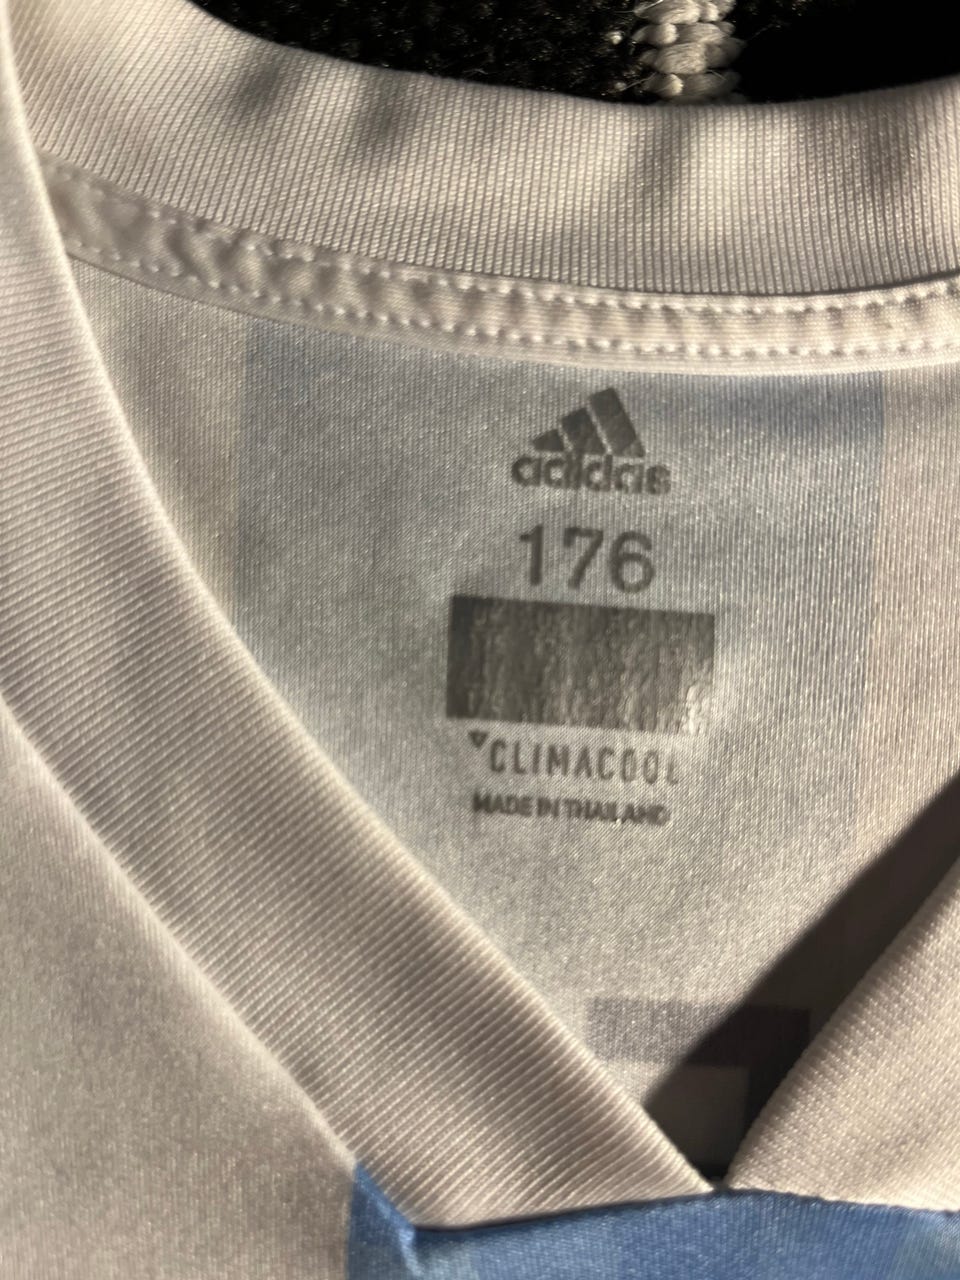 adidas
176
CLIMACOOL
MADE IN THAILAND